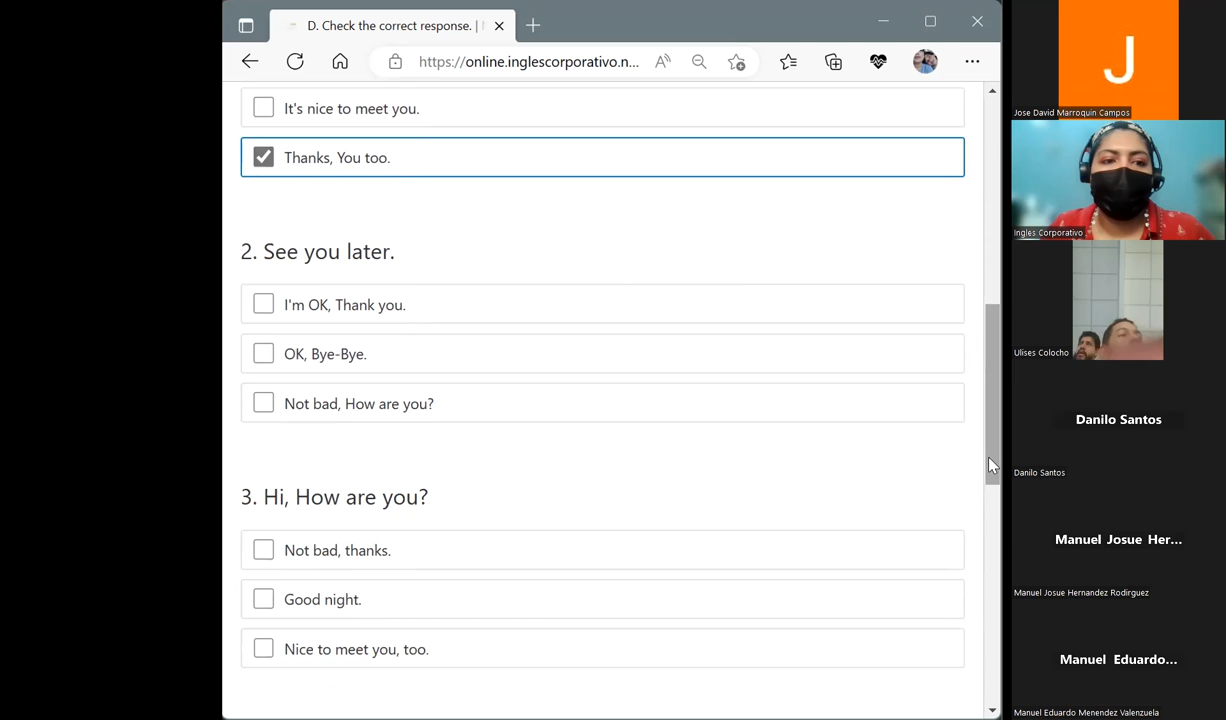 D. Check the correct response. |
https://online.inglescorporativo.n...
It's nice to meet you.
Thanks, You too.
2. See you later.
I'm OK, Thank you.
OK, Bye-Bye.
Not bad, How are you?
3. Hi, How are you?
Not bad, thanks.
Good night.
Nice to meet you, too.
J
Jose David Marroquin Campos
Ingles Corporativo
Ulises Colocho
Danilo Santos
Danilo Santos
Manuel Josue Her...
Manuel Josue Hernandez Rodirguez
Manuel Eduardo...
Manuel Eduardo Menendez Valenzuela